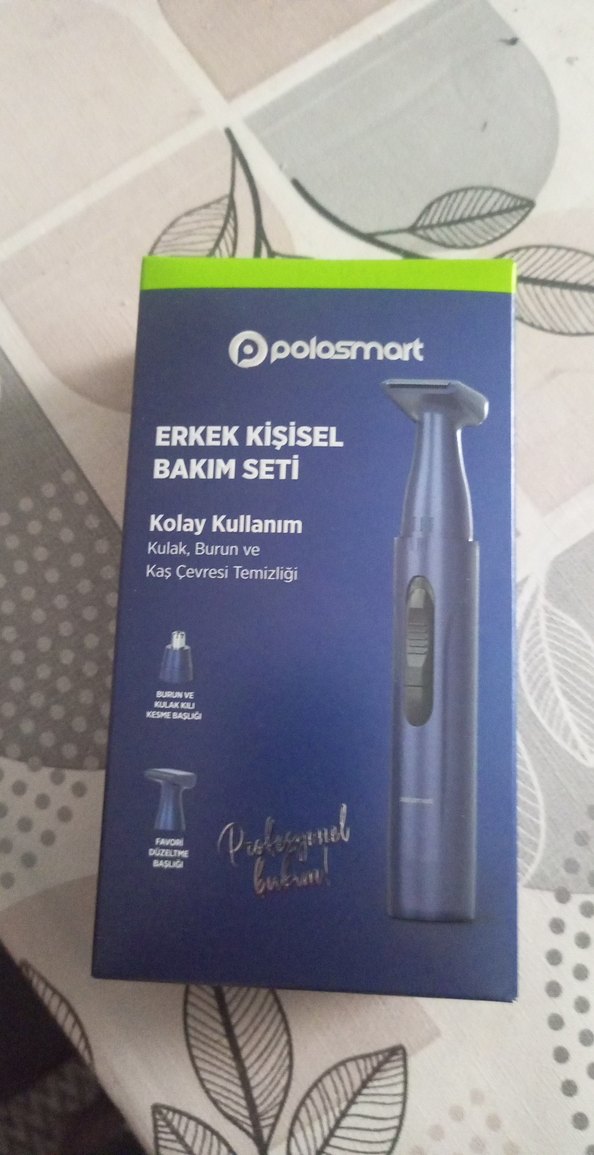 polosmart
ERKEK KİŞİSEL
BAKIM SETİ
Kolay Kullanım
Kulak, Burun ve
Kaş Çevresi Temizliği
BURUN VE
KULAK KILI
KESME BAŞLIĞI
FAVORİ
DÜZELTME
BAŞLIĞI
Profesyonel
bakım!